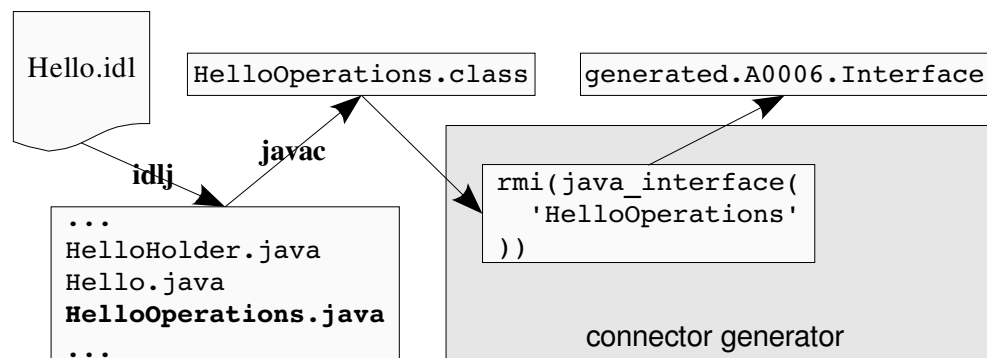 Hello.idl
HelloOperations.class
generated.A0006.Interface
idlj
javac
...
HelloHolder.java
Hello.java
HelloOperations.java
...
rmi(java_interface(
'HelloOperations'
))
connector generator